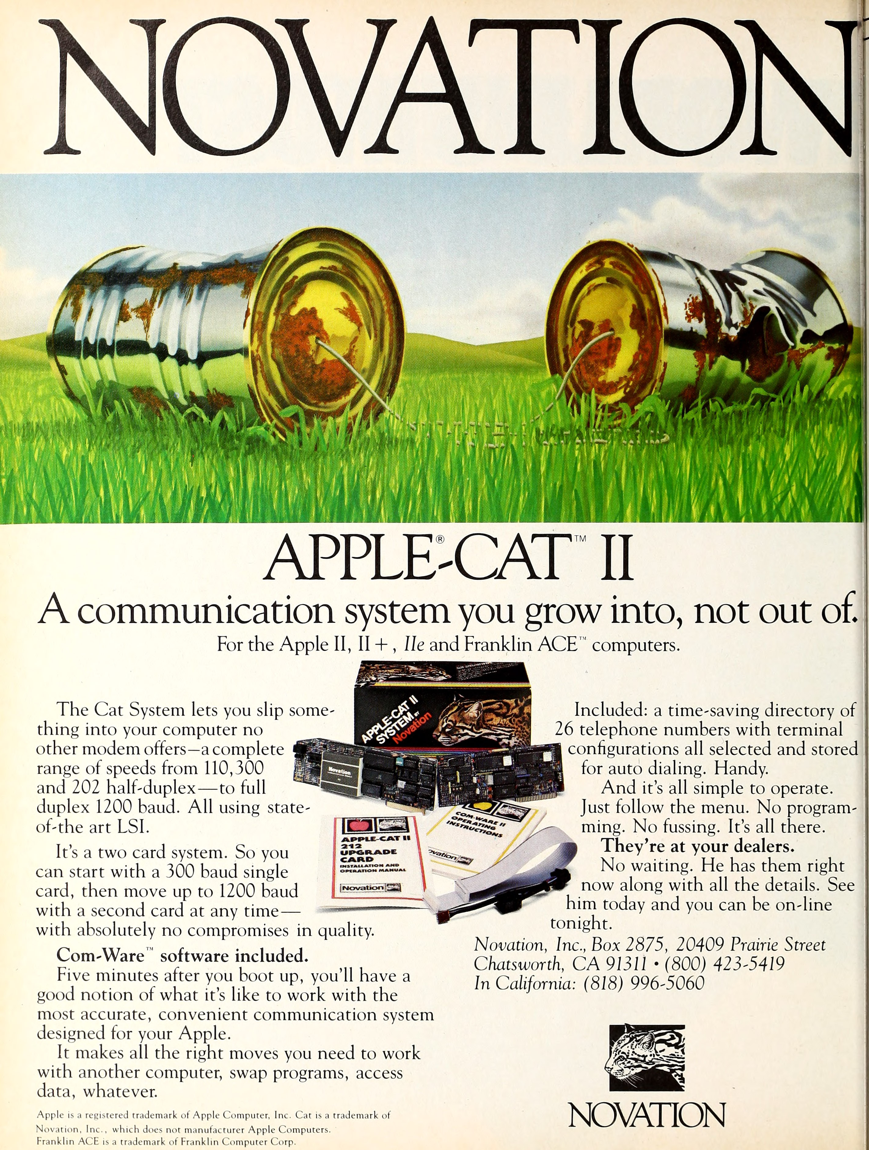 NOVATION
APPLE®-CAT™ II
A communication system you grow into, not out of.
For the Apple II, II+, IIe and Franklin ACE™ computers.
The Cat System lets you slip some-
thing into your computer no
other modem offers—a complete
range of speeds from 110,300
and 202 half-duplex—to full
duplex 1200 baud. All using state-
of-the art LSI.
It's a two card system. So you
can start with a 300 baud single
card, then move up to 1200 baud
with a second card at any time—
with absolutely no compromises in quality.
Com-Ware™ software included.
Five minutes after you boot up, you'll have a
good notion of what it's like to work with the
most accurate, convenient communication system
designed for your Apple.
It makes all the right moves you need to work
with another computer, swap programs, access
data, whatever.
Apple is a registered trademark of Apple Computer, Inc. Cat is a trademark of
Novation, Inc., which does not manufacturer Apple Computers.
Franklin ACE is a trademark of Franklin Computer Corp.
APPLE-CAT II
SYSTEM
Novation
Novation
APPLE-CAT II
212
UPGRADE
CARD
INSTALLATION AND
OPERATION MANUAL
Novation
COM-WARE II
OPERATING
INSTRUCTIONS
Included: a time-saving directory of
26 telephone numbers with terminal
configurations all selected and stored
for auto dialing. Handy.
And it's all simple to operate.
Just follow the menu. No program-
ming. No fussing. It's all there.
They're at your dealers.
No waiting. He has them right
now along with all the details. See
him today and you can be on-line
tonight.
Novation, Inc., Box 2875, 20409 Prairie Street
Chatsworth, CA 91311 • (800) 423-5419
In California: (818) 996-5060
NOVATION